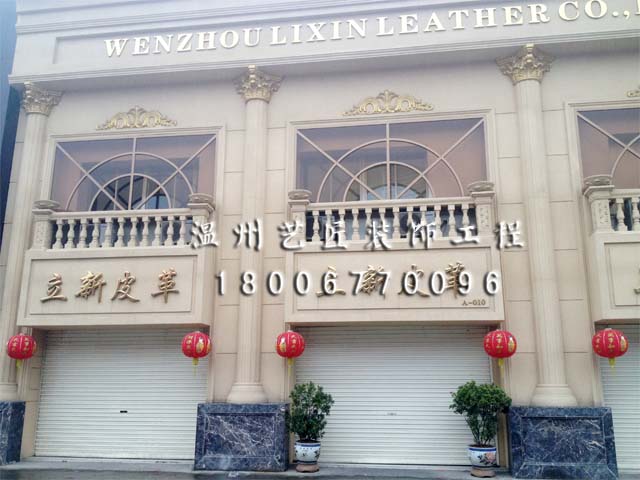 WENZHOU LIXIN LEATHER CO.,
温州艺匠装饰工程
18006770096
立新皮革
立新皮革
A-010